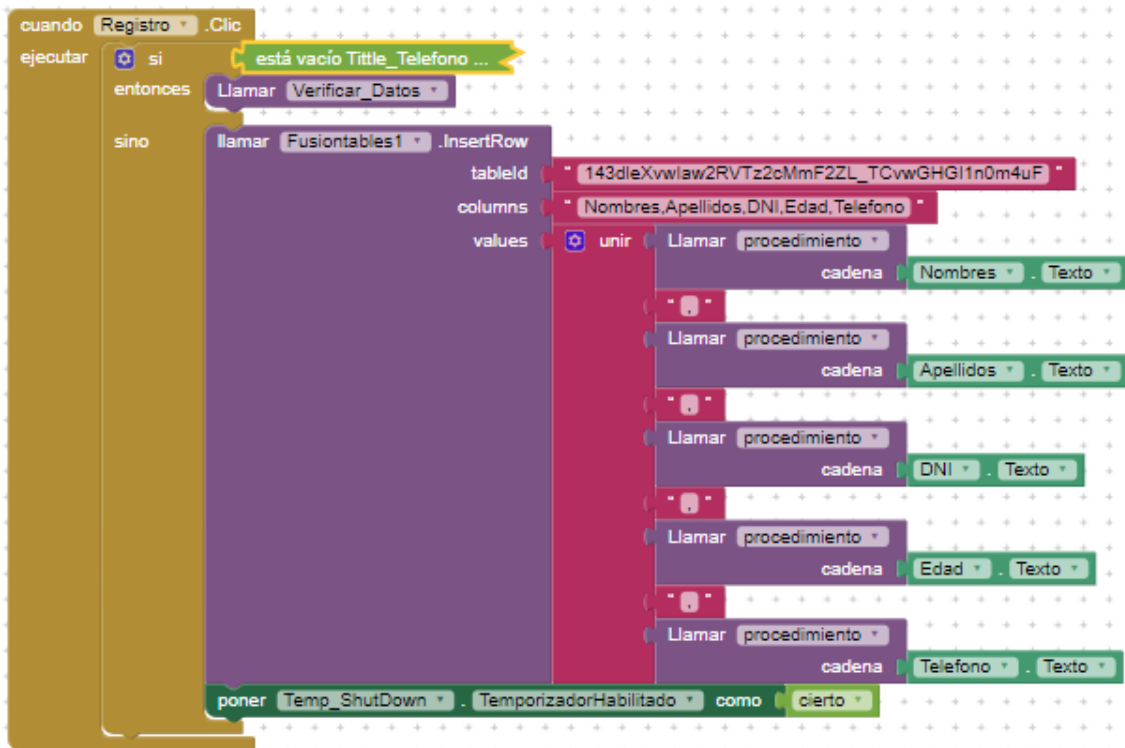 cuando Registro .Clic
ejecutar si está vacío Tittle_Telefono ...
entonces Llamar Verificar_Datos
sino llamar Fusiontables1 .InsertRow
tableId " 143dleXvwlaw2RVTz2cMmF2ZL_TCvwGHGI1n0m4uF "
columns " Nombres,Apellidos,DNI,Edad,Telefono "
values unir Llamar procedimiento
cadena Nombres . Texto
" , "
Llamar procedimiento
cadena Apellidos . Texto
" , "
Llamar procedimiento
cadena DNI . Texto
" , "
Llamar procedimiento
cadena Edad . Texto
" , "
Llamar procedimiento
cadena Telefono . Texto
poner Temp_ShutDown . TemporizadorHabilitado como cierto